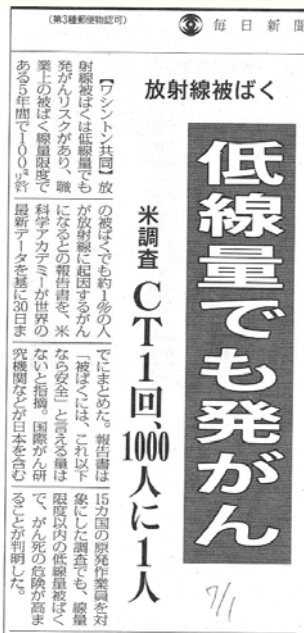 (第3種郵便物認可)
毎日新聞
放射線被ばく
低線量でも発がん
米調査 CT1回、1000人に1人
【ワシントン共同】放
射線被ばくは低線量でも
発がんリスクがあり、職
業上の被ばく線量限度で
ある5年間で100ミリシーベルト
の被ばくでも約1%の人
が放射線に起因するがん
になるとの報告書を、米
科学アカデミーが世界の
最新データを基に30日ま
でにまとめた。報告書は
「被ばくには、これ以下
なら安全」と言える量は
ないと指摘。国際がん研
究機関などが日本を含む
15カ国の原発作業員を対
象にした調査でも、線量
限度以内の低線量被ばく
で、がん死の危険が高ま
ることが判明した。
7/1